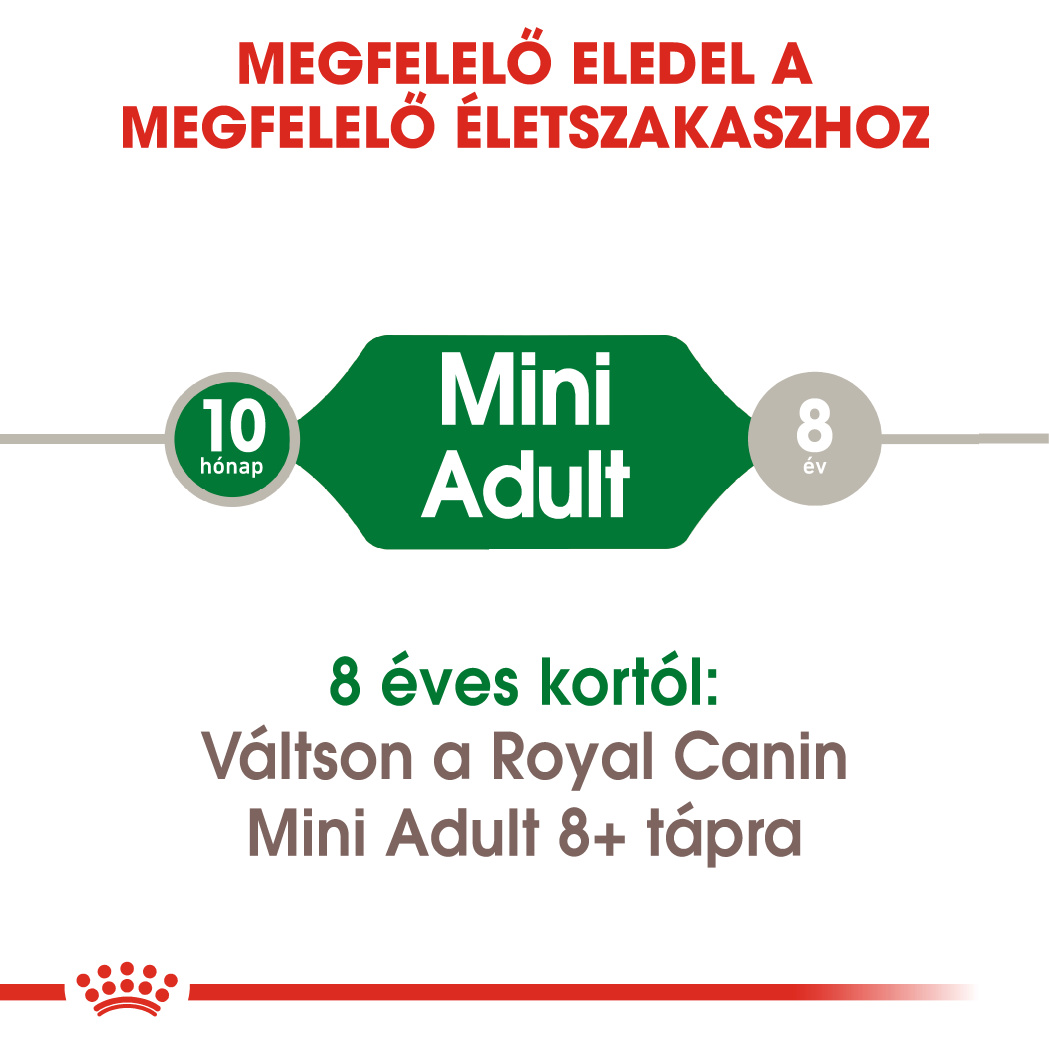 MEGFELELŐ ELEDEL A
MEGFELELŐ ÉLETSZAKASZHOZ
Mini
Adult
10
hónap
8
év
8 éves kortól:
Váltson a Royal Canin
Mini Adult 8+ tápra